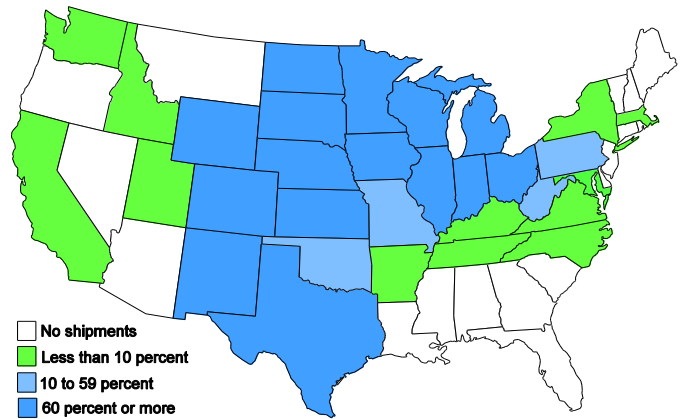 No shipments
Less than 10 percent
10 to 59 percent
60 percent or more